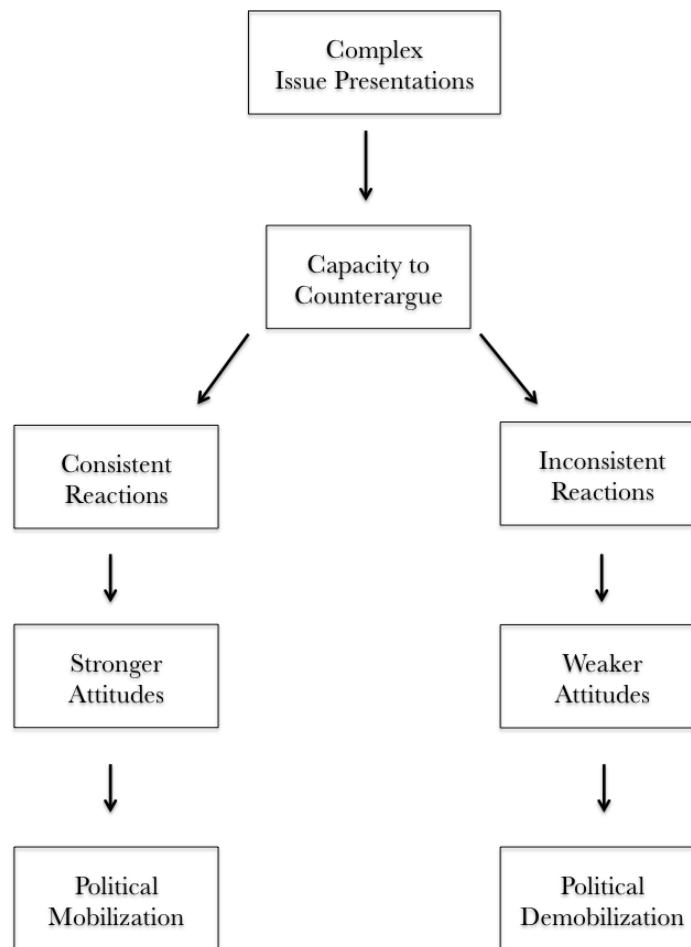 Complex
Issue Presentations
Capacity to
Counterargue
Consistent
Reactions
Inconsistent
Reactions
Stronger
Attitudes
Weaker
Attitudes
Political
Mobilization
Political
Demobilization